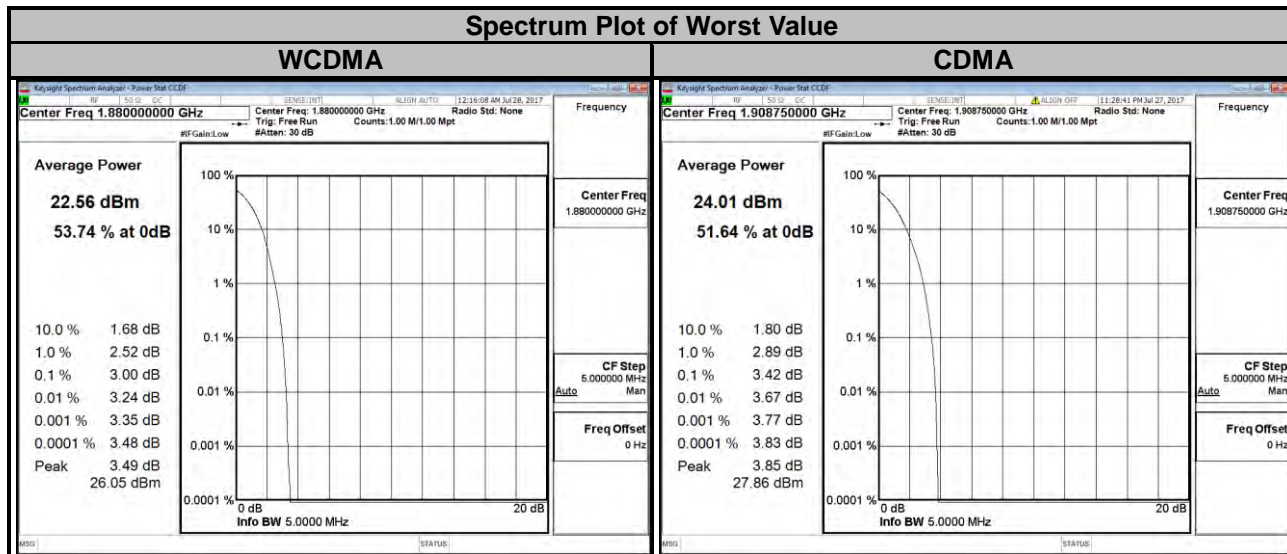 Spectrum Plot of Worst Value
WCDMA
Keysight Spectrum Analyzer - Power Stat CCDF
RF 50 Ω DC SENSE:INT ALIGN AUTO 12:16:08 AM Jul 28, 2017
Center Freq 1.880000000 GHz
Center Freq: 1.880000000 GHz Radio Std: None
Trig: Free Run Counts:1.00 M/1.00 Mpt
#IFGain:Low #Atten: 30 dB
Frequency
Average Power
22.56 dBm
53.74 % at 0dB
10.0 % 1.68 dB
1.0 % 2.52 dB
0.1 % 3.00 dB
0.01 % 3.24 dB
0.001 % 3.35 dB
0.0001 % 3.48 dB
Peak 3.49 dB
26.05 dBm
100 %
10 %
1 %
0.1 %
0.01 %
0.001 %
0.0001 %
0 dB 20 dB
Info BW 5.0000 MHz
Center Freq
1.880000000 GHz
CF Step
5.000000 MHz
Auto Man
Freq Offset
0 Hz
MSG STATUS
CDMA
Keysight Spectrum Analyzer - Power Stat CCDF
RF 50 Ω DC SENSE:INT ALIGN OFF 11:28:41 PM Jul 27, 2017
Center Freq 1.908750000 GHz
Center Freq: 1.908750000 GHz Radio Std: None
Trig: Free Run Counts:1.00 M/1.00 Mpt
#IFGain:Low #Atten: 30 dB
Frequency
Average Power
24.01 dBm
51.64 % at 0dB
10.0 % 1.80 dB
1.0 % 2.89 dB
0.1 % 3.42 dB
0.01 % 3.67 dB
0.001 % 3.77 dB
0.0001 % 3.83 dB
Peak 3.85 dB
27.86 dBm
100 %
10 %
1 %
0.1 %
0.01 %
0.001 %
0.0001 %
0 dB 20 dB
Info BW 5.0000 MHz
Center Freq
1.908750000 GHz
CF Step
5.000000 MHz
Auto Man
Freq Offset
0 Hz
MSG STATUS